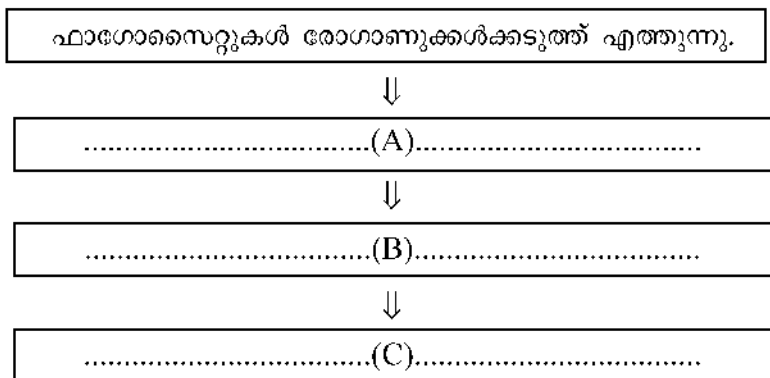 ഫാഗോസൈറ്റുകൾ രോഗാണുക്കൾക്കടുത്ത് എത്തുന്നു.
⇓
..................................(A)..................................
⇓
..................................(B)..................................
⇓
..................................(C)..................................